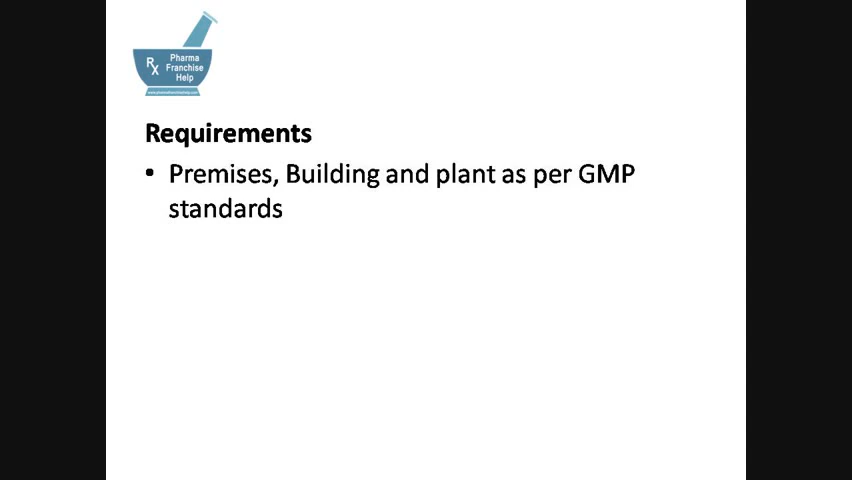 Rx
Pharma
Franchise
Help
Requirements
• Premises, Building and plant as per GMP
standards